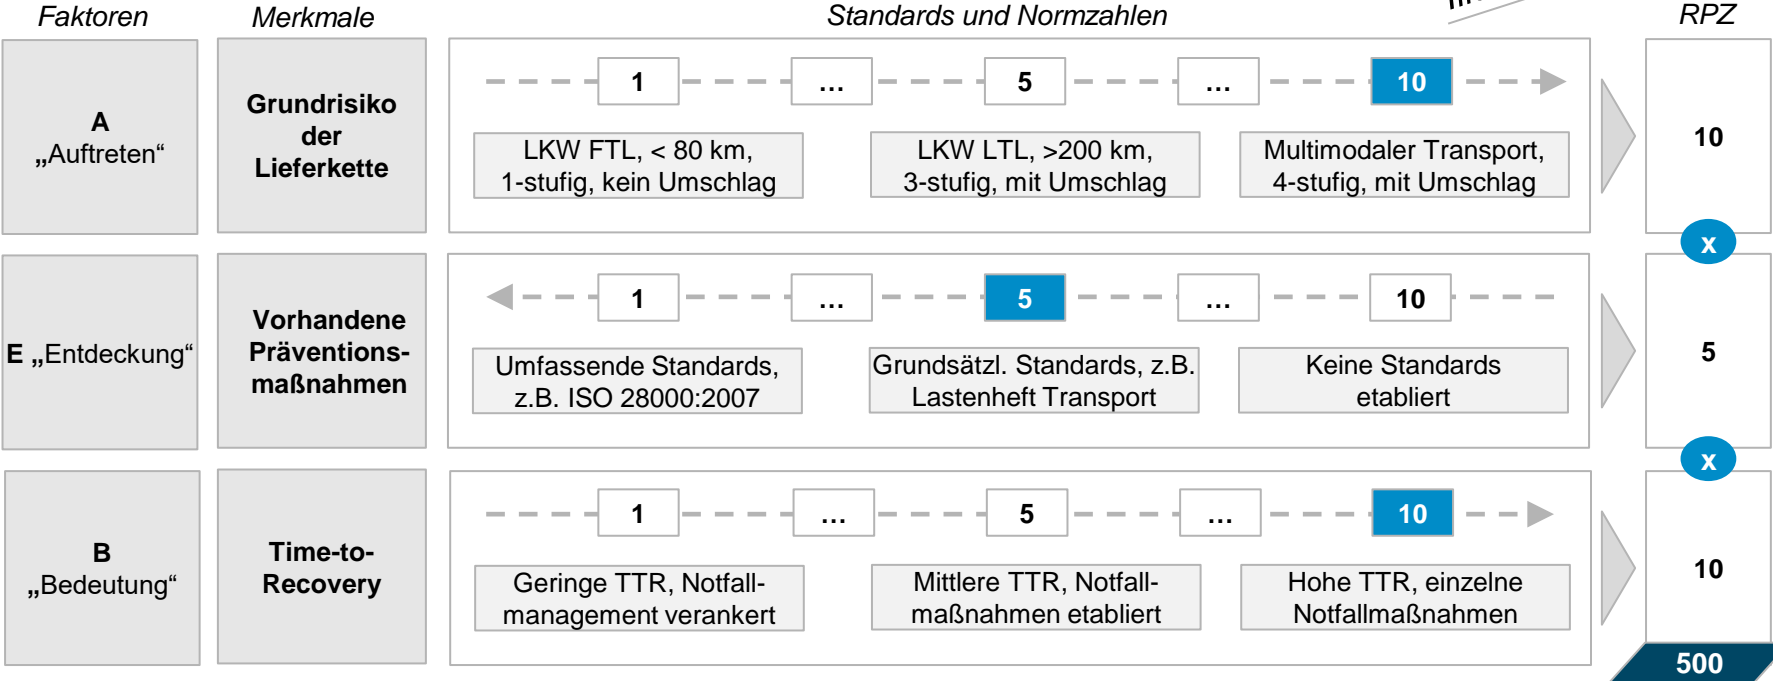 Faktoren
Merkmale
Standards und Normzahlen
RPZ
A
„Auftreten“
Grundrisiko
der
Lieferkette
1
...
5
...
10
LKW FTL, < 80 km,
1-stufig, kein Umschlag
LKW LTL, >200 km,
3-stufig, mit Umschlag
Multimodaler Transport,
4-stufig, mit Umschlag
10
x
E „Entdeckung“
Vorhandene
Präventions-
maßnahmen
1
...
5
...
10
Umfassende Standards,
z.B. ISO 28000:2007
Grundsätzl. Standards, z.B.
Lastenheft Transport
Keine Standards
etabliert
5
x
B
„Bedeutung“
Time-to-
Recovery
1
...
5
...
10
Geringe TTR, Notfall-
management verankert
Mittlere TTR, Notfall-
maßnahmen etabliert
Hohe TTR, einzelne
Notfallmaßnahmen
10
500